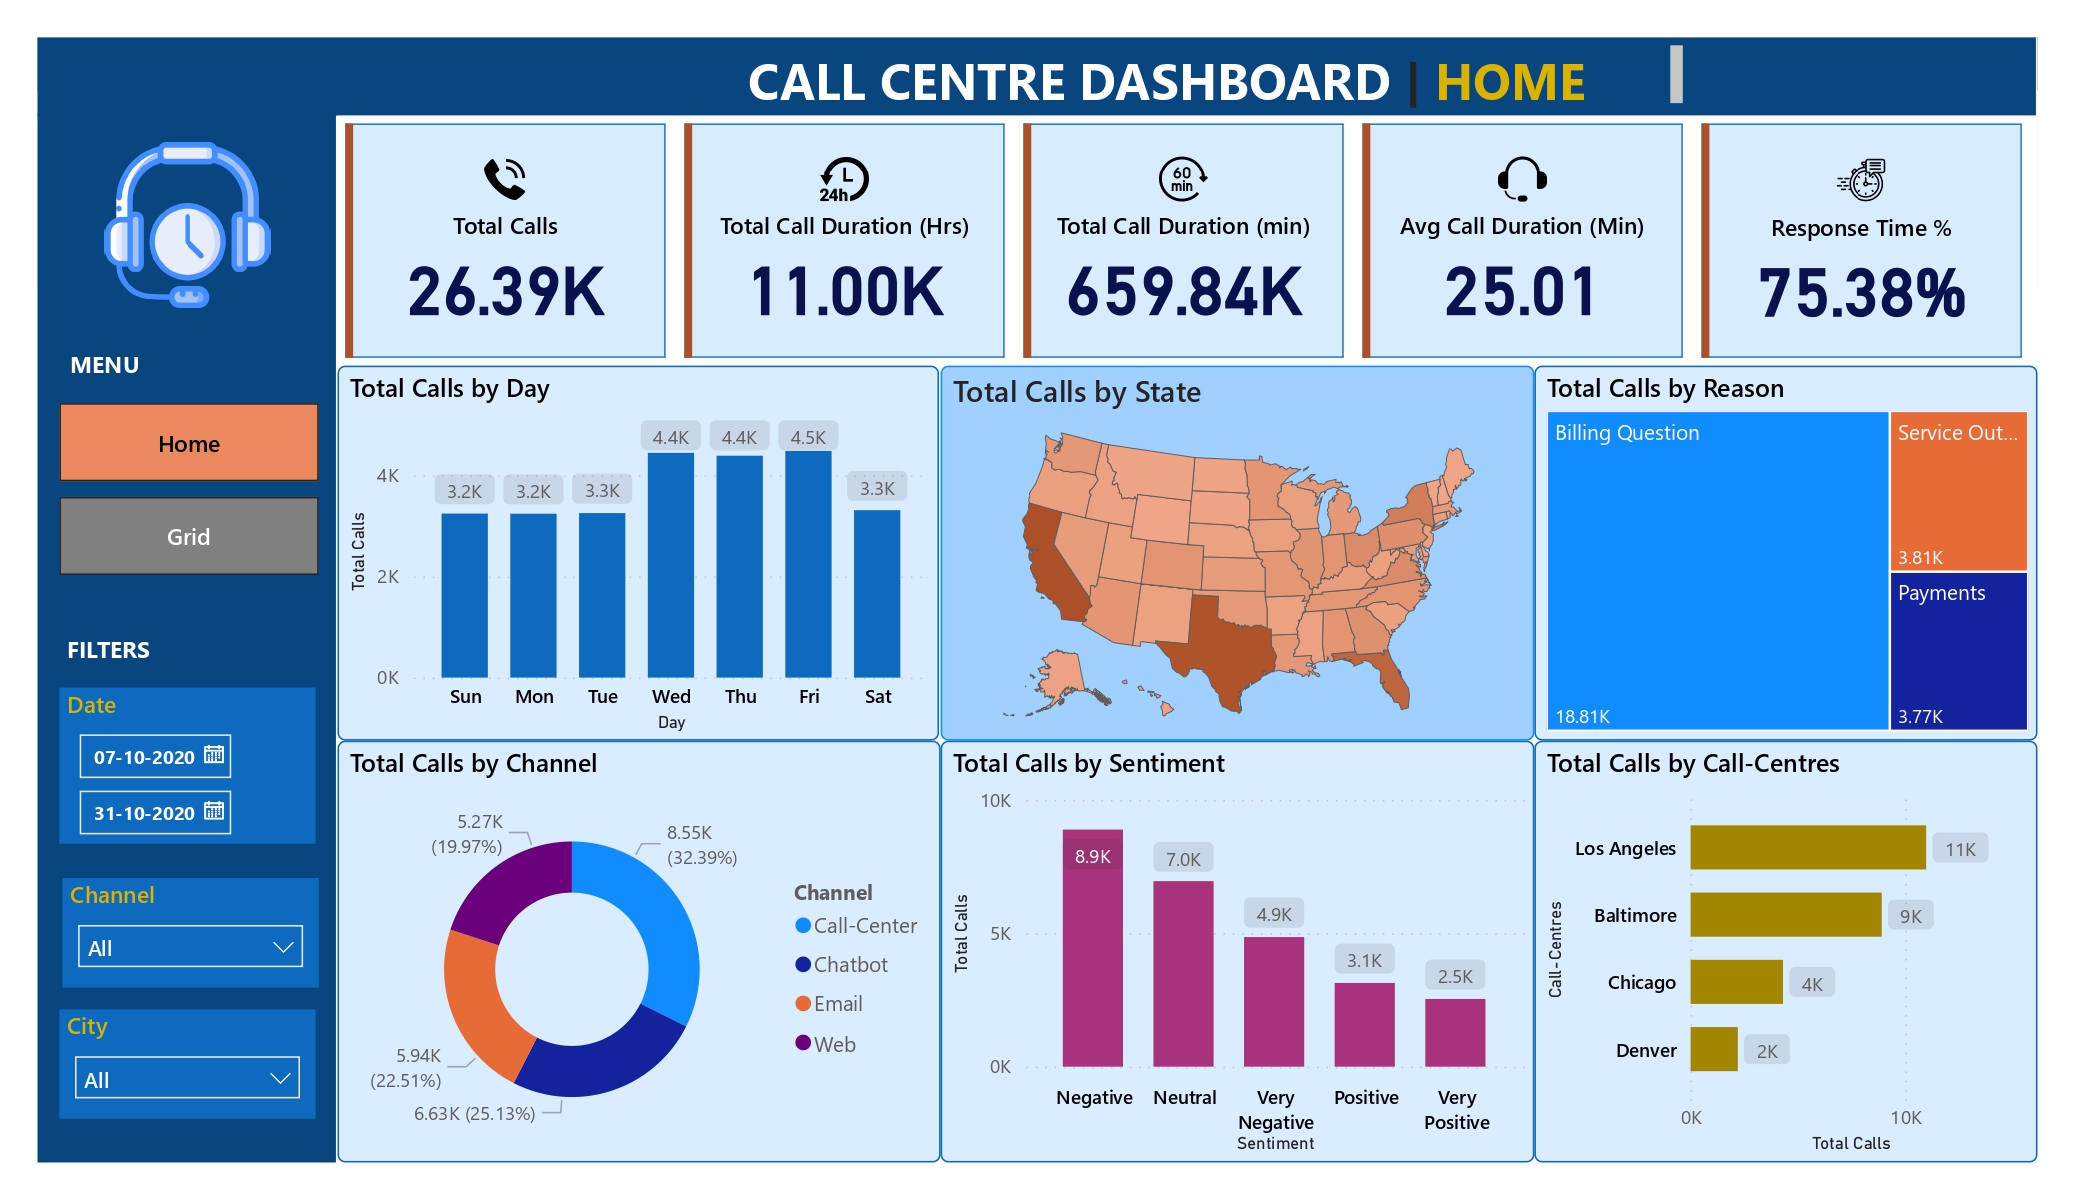 CALL CENTRE DASHBOARD | HOME
MENU
Home
Grid
FILTERS
Date
07-10-2020
31-10-2020
Channel
All
City
All
Total Calls
26.39K
24h
Total Call Duration (Hrs)
11.00K
60
min
Total Call Duration (min)
659.84K
Avg Call Duration (Min)
25.01
Response Time %
75.38%
Total Calls by Day
Total Calls
4K
2K
0K
3.2K
3.2K
3.3K
4.4K
4.4K
4.5K
3.3K
Sun
Mon
Tue
Wed
Thu
Fri
Sat
Day
Total Calls by State
Total Calls by Reason
Billing Question
18.81K
Service Out...
3.81K
Payments
3.77K
Total Calls by Channel
5.27K
(19.97%)
8.55K
(32.39%)
5.94K
(22.51%)
6.63K (25.13%)
Channel
Call-Center
Chatbot
Email
Web
Total Calls by Sentiment
Total Calls
10K
5K
0K
8.9K
7.0K
4.9K
3.1K
2.5K
Negative
Neutral
Very
Negative
Positive
Very
Positive
Sentiment
Total Calls by Call-Centres
Call-Centres
Los Angeles
11K
Baltimore
9K
Chicago
4K
Denver
2K
0K
10K
Total Calls